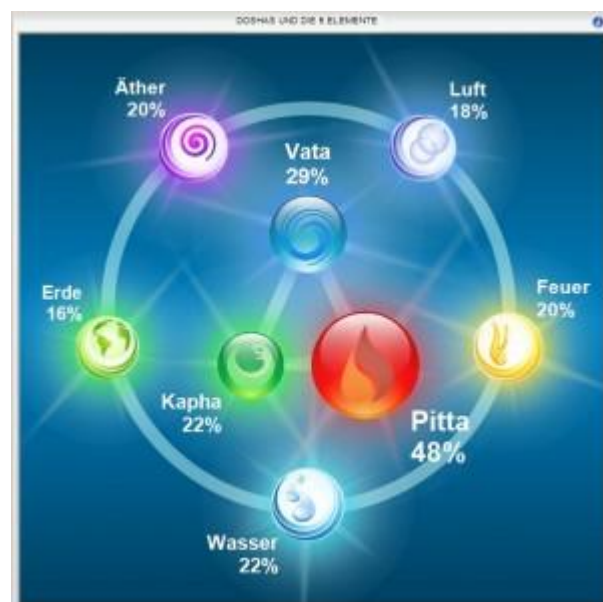 DOSHAS UND DIE 5 ELEMENTE
Äther
20%
Luft
18%
Vata
29%
Erde
16%
Feuer
20%
Kapha
22%
Pitta
48%
Wasser
22%